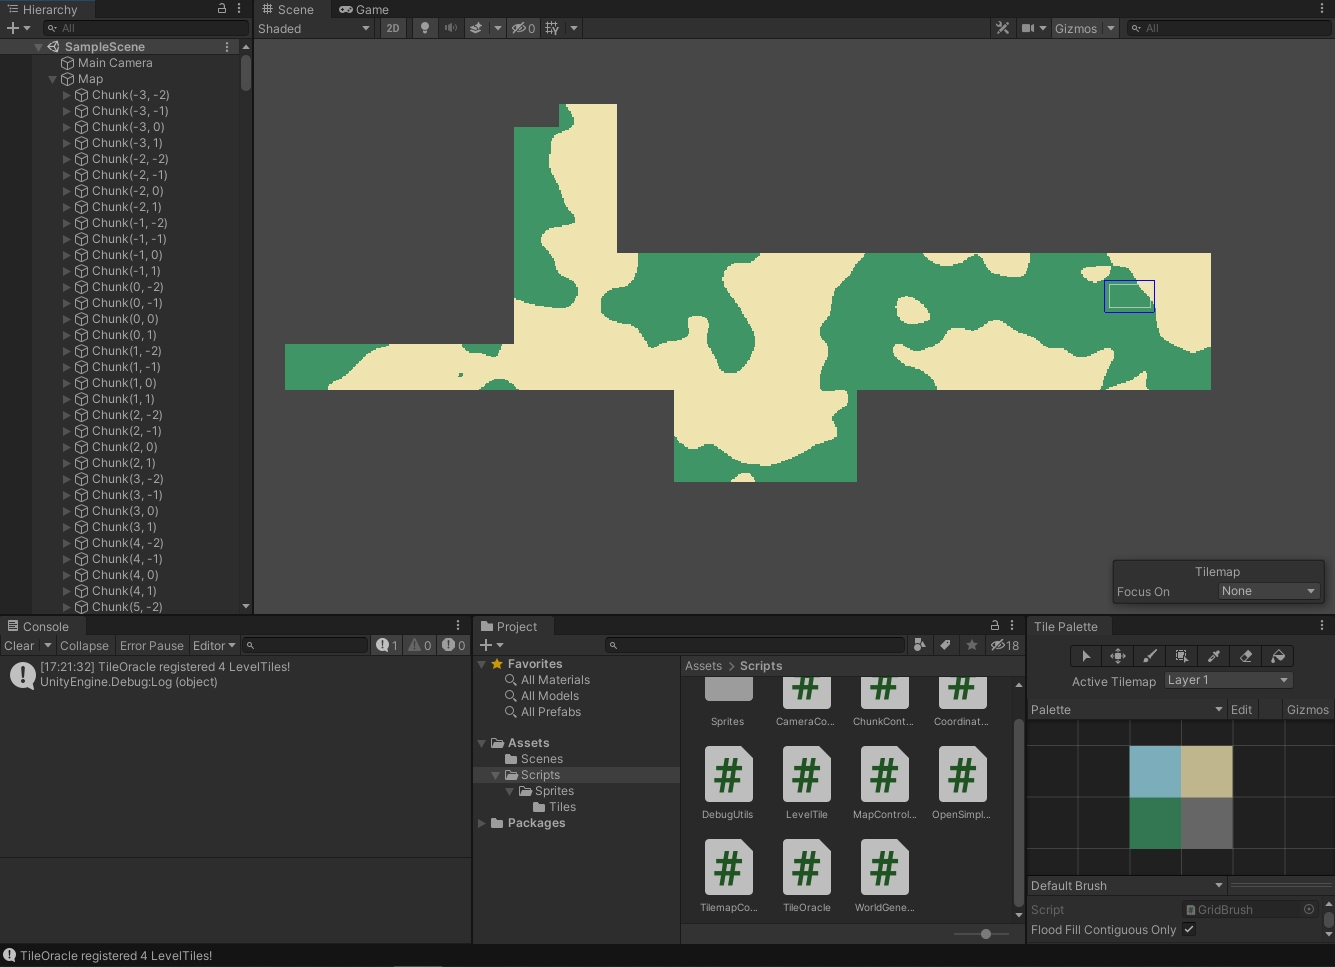 Hierarchy
All
SampleScene
Main Camera
Map
Chunk(-3, -2)
Chunk(-3, -1)
Chunk(-3, 0)
Chunk(-3, 1)
Chunk(-2, -2)
Chunk(-2, -1)
Chunk(-2, 0)
Chunk(-2, 1)
Chunk(-1, -2)
Chunk(-1, -1)
Chunk(-1, 0)
Chunk(-1, 1)
Chunk(0, -2)
Chunk(0, -1)
Chunk(0, 0)
Chunk(0, 1)
Chunk(1, -2)
Chunk(1, -1)
Chunk(1, 0)
Chunk(1, 1)
Chunk(2, -2)
Chunk(2, -1)
Chunk(2, 0)
Chunk(2, 1)
Chunk(3, -2)
Chunk(3, -1)
Chunk(3, 0)
Chunk(3, 1)
Chunk(4, -2)
Chunk(4, -1)
Chunk(4, 0)
Chunk(4, 1)
Chunk(5, -2)
Scene Game
Shaded 2D 0 Gizmos All
Tilemap
Focus On None
Console
Clear Collapse Error Pause Editor 1 0 0
[17:21:32] TileOracle registered 4 LevelTiles!
UnityEngine.Debug:Log (object)
Project
18
Favorites
All Materials
All Models
All Prefabs
Assets
Scenes
Scripts
Sprites
Tiles
Packages
Assets > Scripts
Sprites CameraCo... ChunkCont... Coordinat...
DebugUtils LevelTile MapControl... OpenSimpl...
TilemapCo... TileOracle WorldGene...
Tile Palette
Active Tilemap Layer 1
Palette Edit Gizmos
Default Brush
Script GridBrush
Flood Fill Contiguous Only
TileOracle registered 4 LevelTiles!